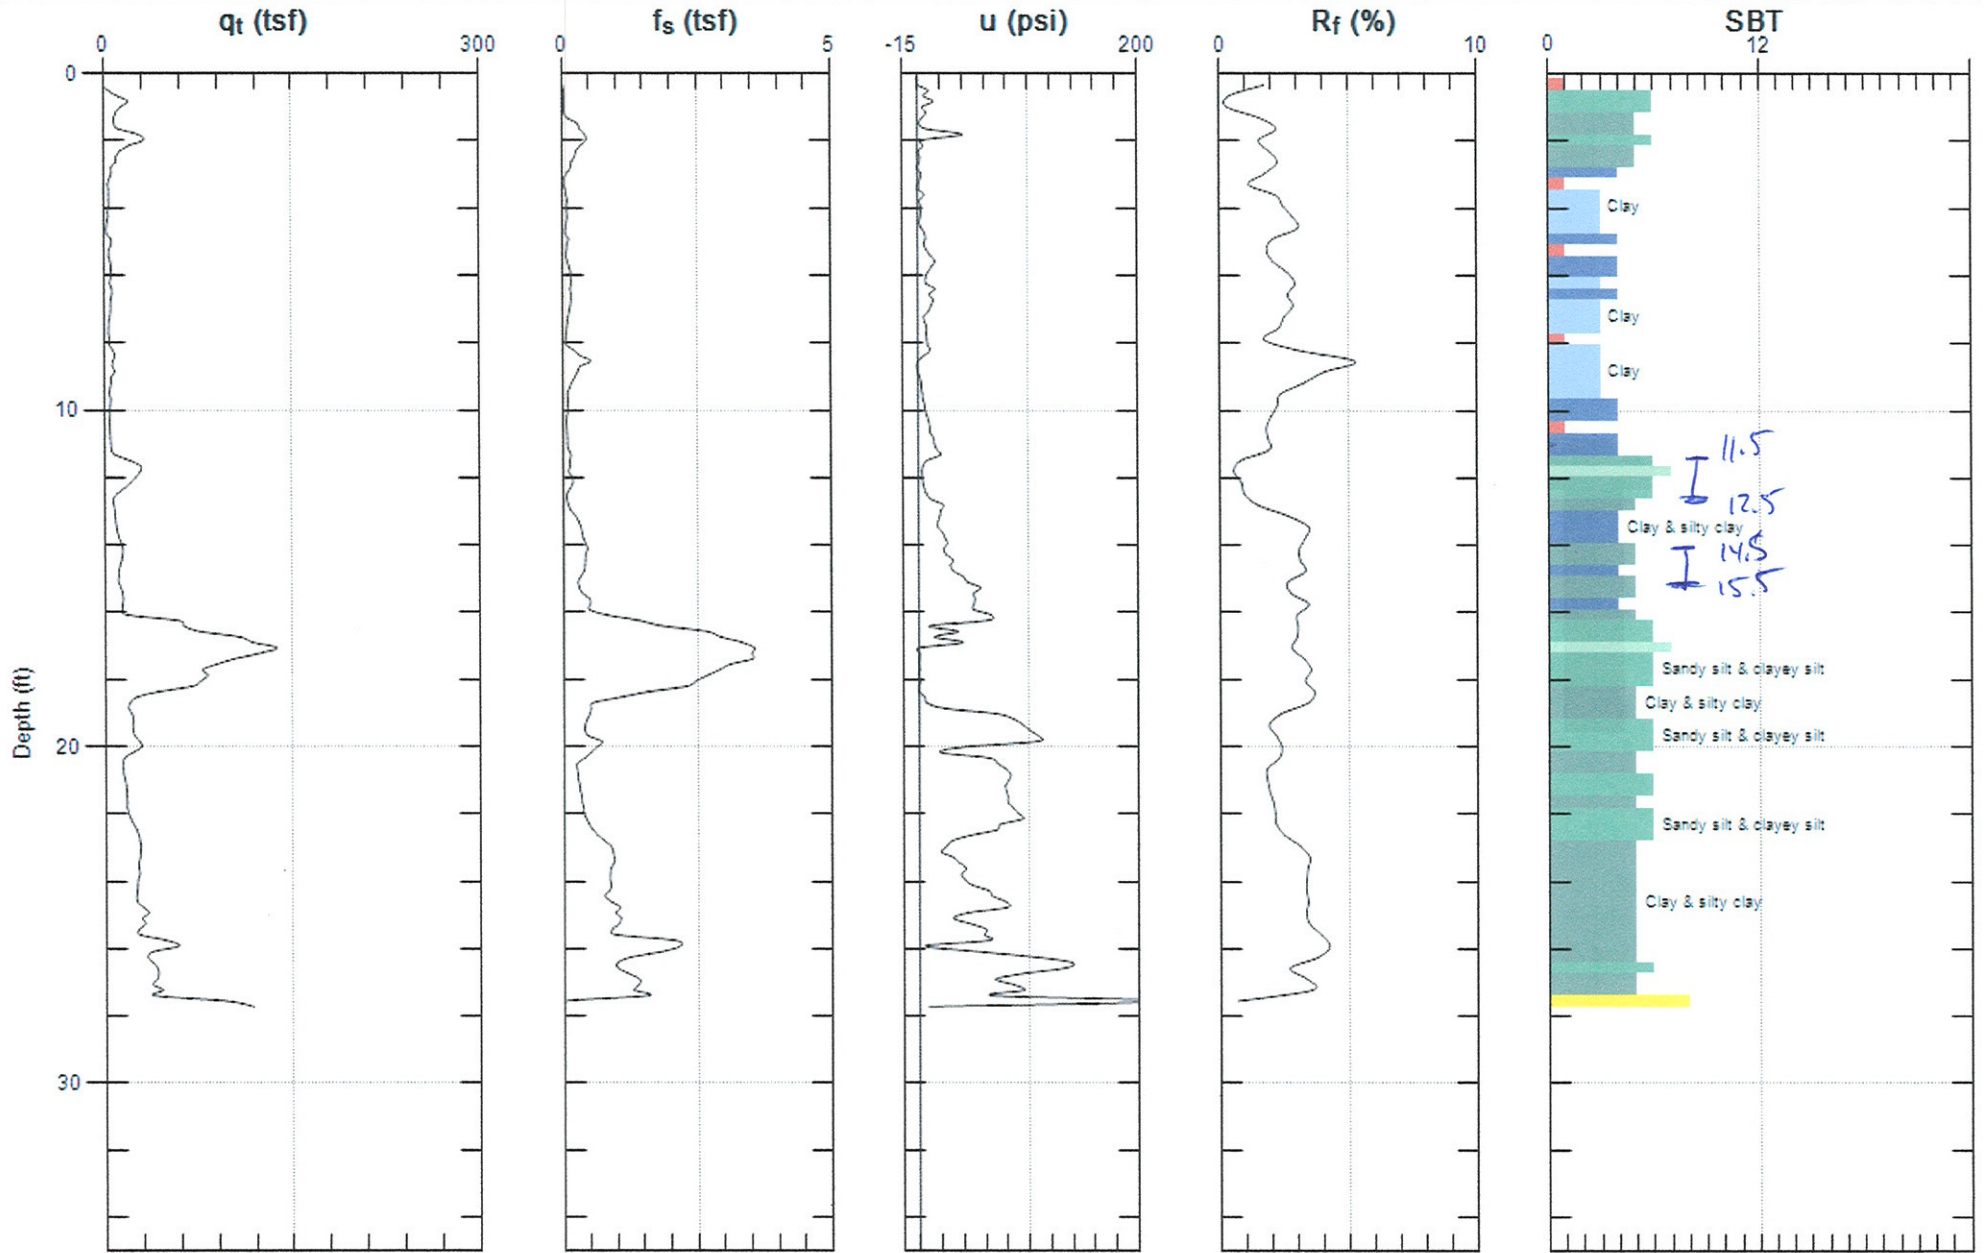 qt (tsf)
fs (tsf)
u (psi)
Rf (%)
SBT
0 300
0 5
-15 200
0 10
0 12
0
10
20
30
Depth (ft)
Clay
Clay
Clay
11.5
12.5
Clay & silty clay
14.5
15.5
Sandy silt & clayey silt
Clay & silty clay
Sandy silt & clayey silt
Sandy silt & clayey silt
Clay & silty clay